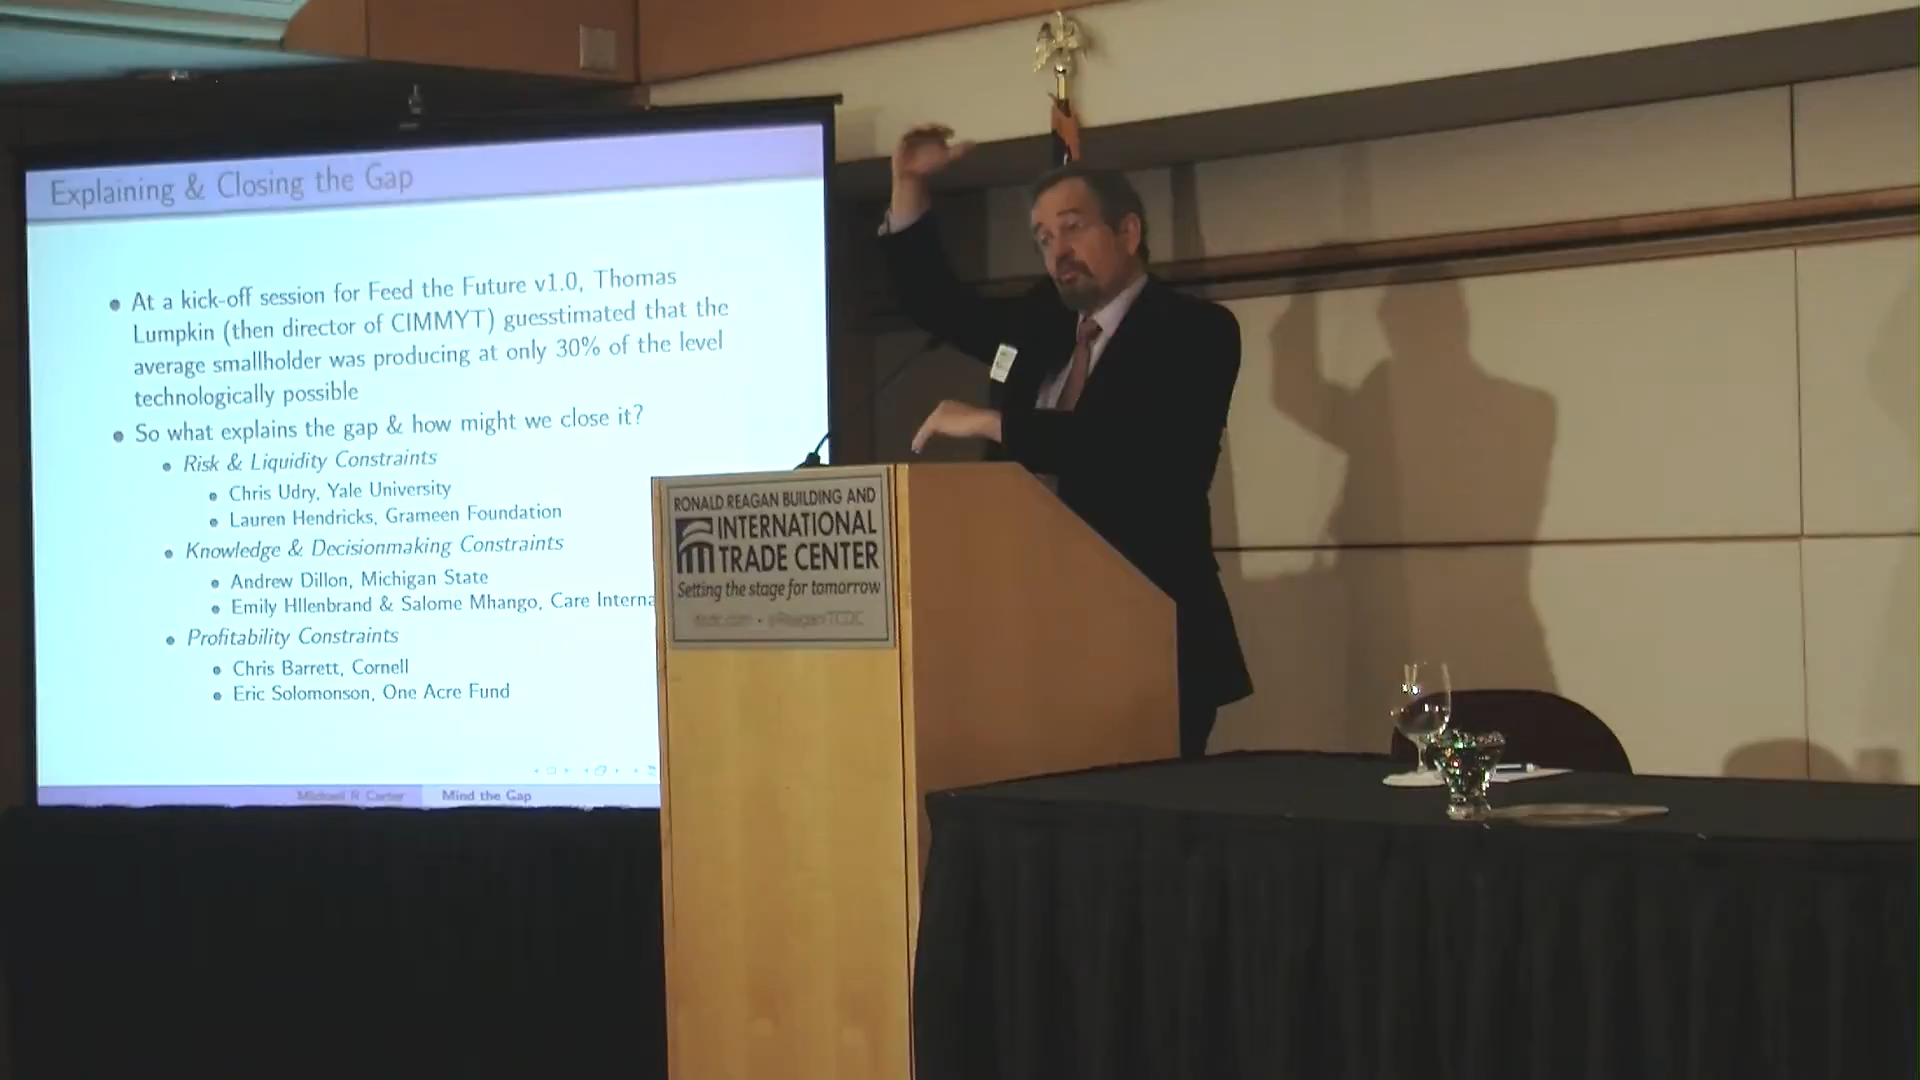 Explaining & Closing the Gap
At a kick-off session for Feed the Future v1.0, Thomas
Lumpkin (then director of CIMMYT) guesstimated that the
average smallholder was producing at only 30% of the level
technologically possible
So what explains the gap & how might we close it?
Risk & Liquidity Constraints
Chris Udry, Yale University
Lauren Hendricks, Grameen Foundation
Knowledge & Decisionmaking Constraints
Andrew Dillon, Michigan State
Emily HIlenbrand & Salome Mhango, Care Interna
Profitability Constraints
Chris Barrett, Cornell
Eric Solomonson, One Acre Fund
Michael R Carter
Mind the Gap
RONALD REAGAN BUILDING AND
INTERNATIONAL
TRADE CENTER
Setting the stage for tomorrow